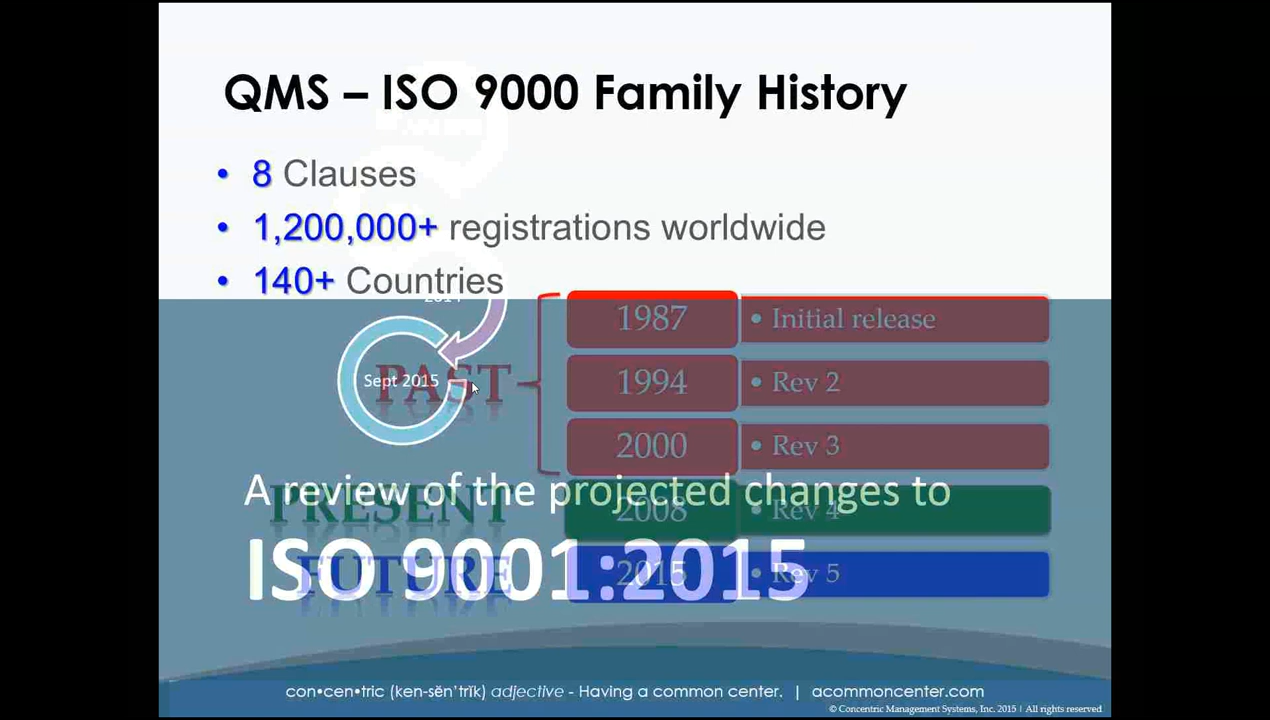 QMS – ISO 9000 Family History
• 8 Clauses
• 1,200,000+ registrations worldwide
• 140+ Countries
2014
1987 • Initial release
Sept 2015
PAST
1994 • Rev 2
2000 • Rev 3
A review of the projected changes to
PRESENT
2008 • Rev 4
ISO 9001:2015
FUTURE
2015 • Rev 5
con•cen•tric (ken-sĕn'trĭk) adjective - Having a common center. | acommoncenter.com
© Concentric Management Systems, Inc. 2015 | All rights reserved